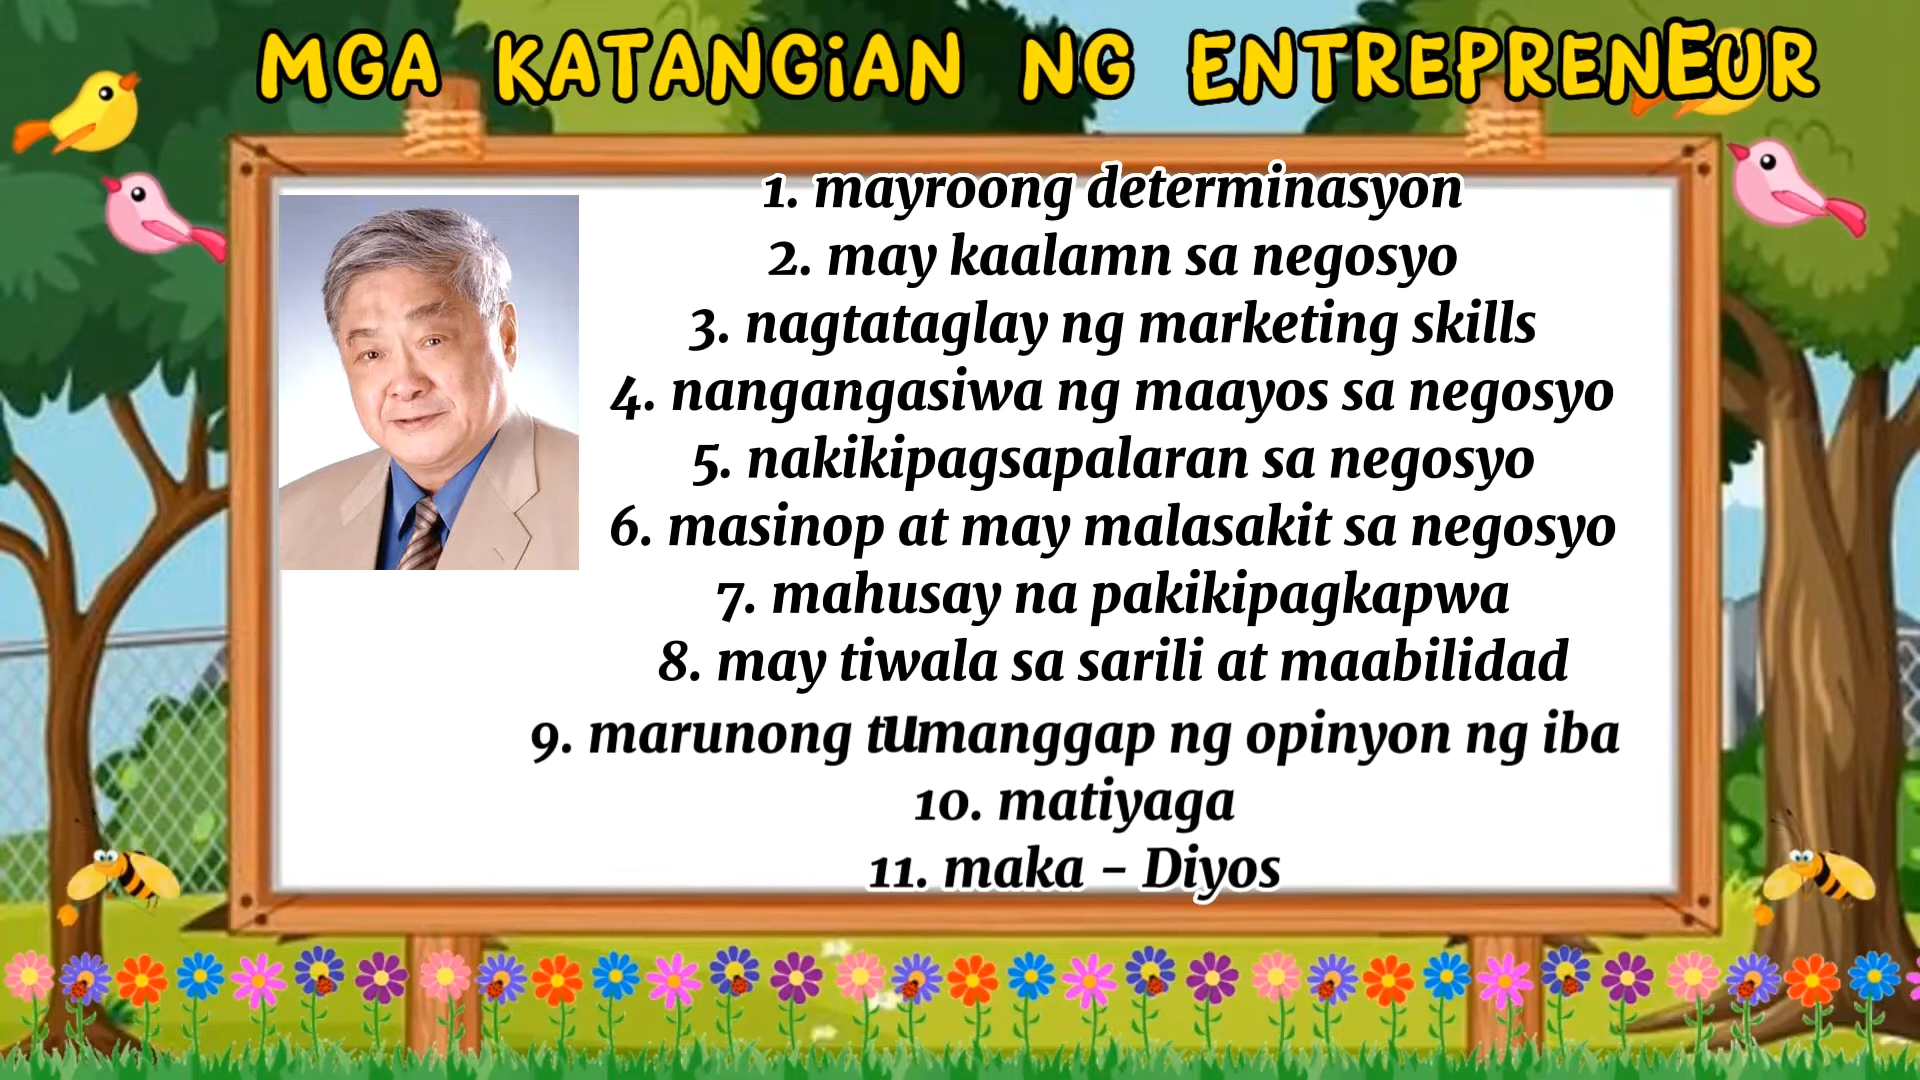 MGA KATANGiAN NG ENTREPRENEUR
1. mayroong determinasyon
2. may kaalamn sa negosyo
3. nagtataglay ng marketing skills
4. nangangasiwa ng maayos sa negosyo
5. nakikipagsapalaran sa negosyo
6. masinop at may malasakit sa negosyo
7. mahusay na pakikipagkapwa
8. may tiwala sa sarili at maabilidad
9. marunong tumanggap ng opinyon ng iba
10. matiyaga
11. maka - Diyos